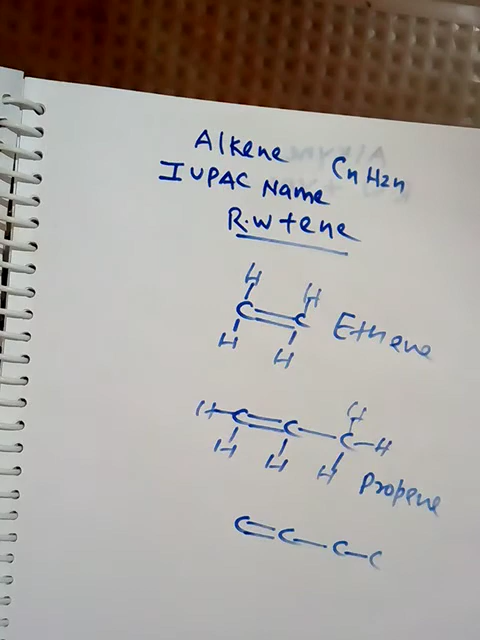 Alkene CnH2n
IUPAC Name
R.W + ene
H H
C=C Ethene
H H
H
H-C=C-C-H
H H H
Propene
C=C-C-C